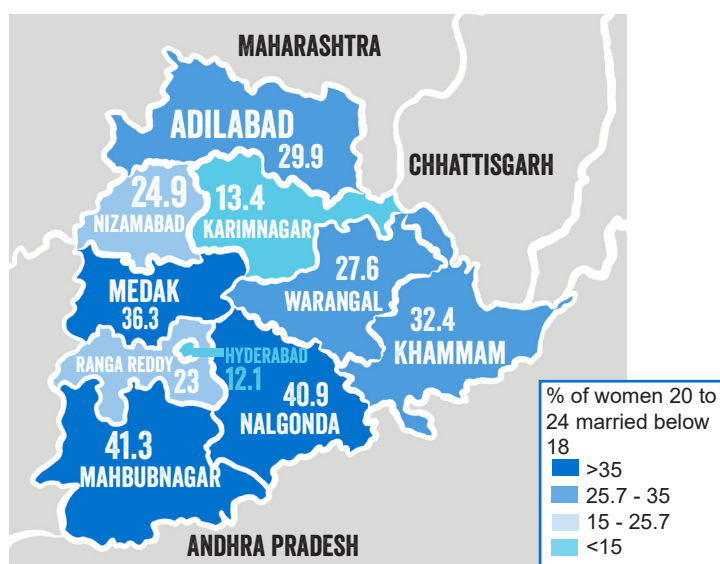 MAHARASHTRA
ADILABAD
29.9
CHHATTISGARH
24.9
NIZAMABAD
13.4
KARIMNAGAR
27.6
WARANGAL
MEDAK
36.3
32.4
KHAMMAM
RANGA REDDY
23
HYDERABAD
12.1
40.9
NALGONDA
41.3
MAHBUBNAGAR
ANDHRA PRADESH
% of women 20 to
24 married below
18
>35
25.7 - 35
15 - 25.7
<15